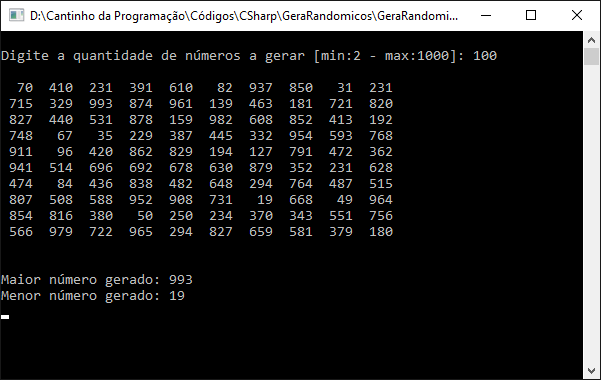 D:\Cantinho da Programação\Códigos\CSharp\GeraRandomicos\GeraRandomi...
Digite a quantidade de números a gerar [min:2 - max:1000]: 100
70 410 231 391 610 82 937 850 31 231
715 329 993 874 961 139 463 181 721 820
827 440 531 878 159 982 608 852 413 192
748 67 35 229 387 445 332 954 593 768
911 96 420 862 829 194 127 791 472 362
941 514 696 692 678 630 879 352 231 628
474 84 436 838 482 648 294 764 487 515
807 508 588 952 908 731 19 668 49 964
854 816 380 50 250 234 370 343 551 756
566 979 722 965 294 827 659 581 379 180
Maior número gerado: 993
Menor número gerado: 19